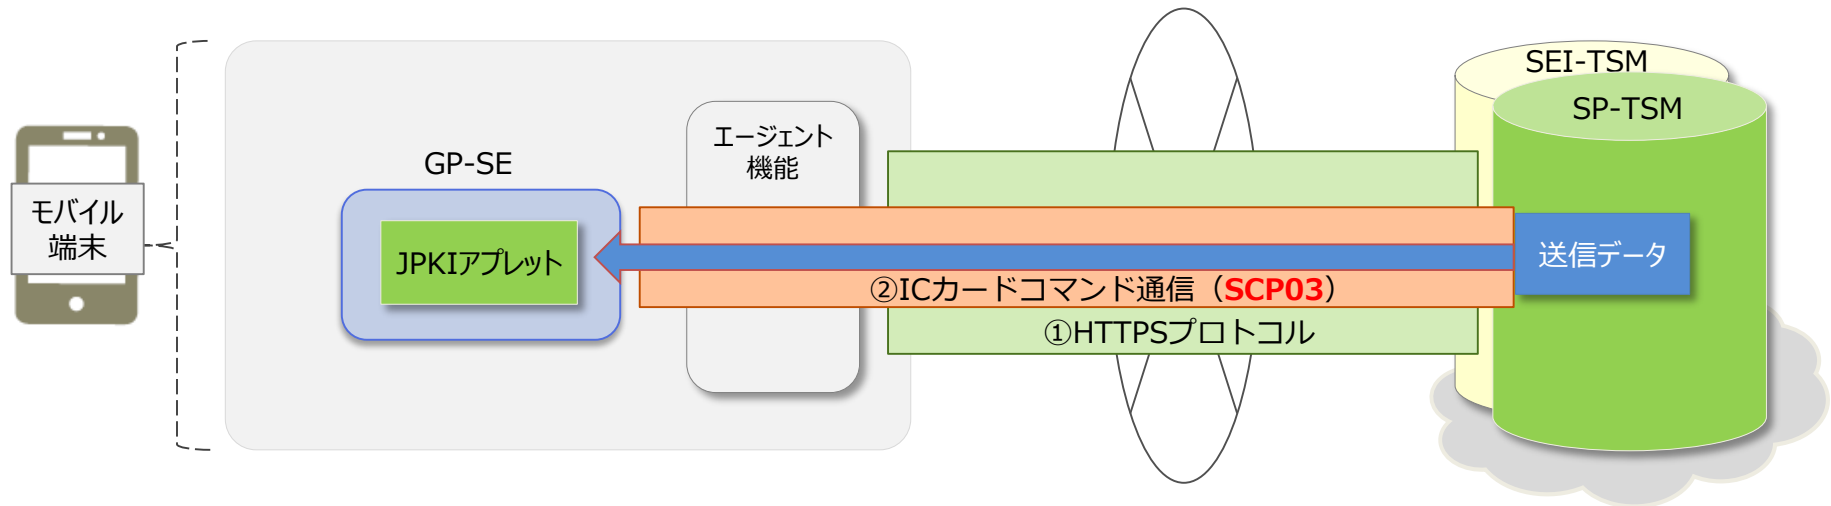 モバイル
端末
GP-SE
JPKIアプレット
エージェント
機能
②ICカードコマンド通信（SCP03）
①HTTPSプロトコル
SEI-TSM
SP-TSM
送信データ